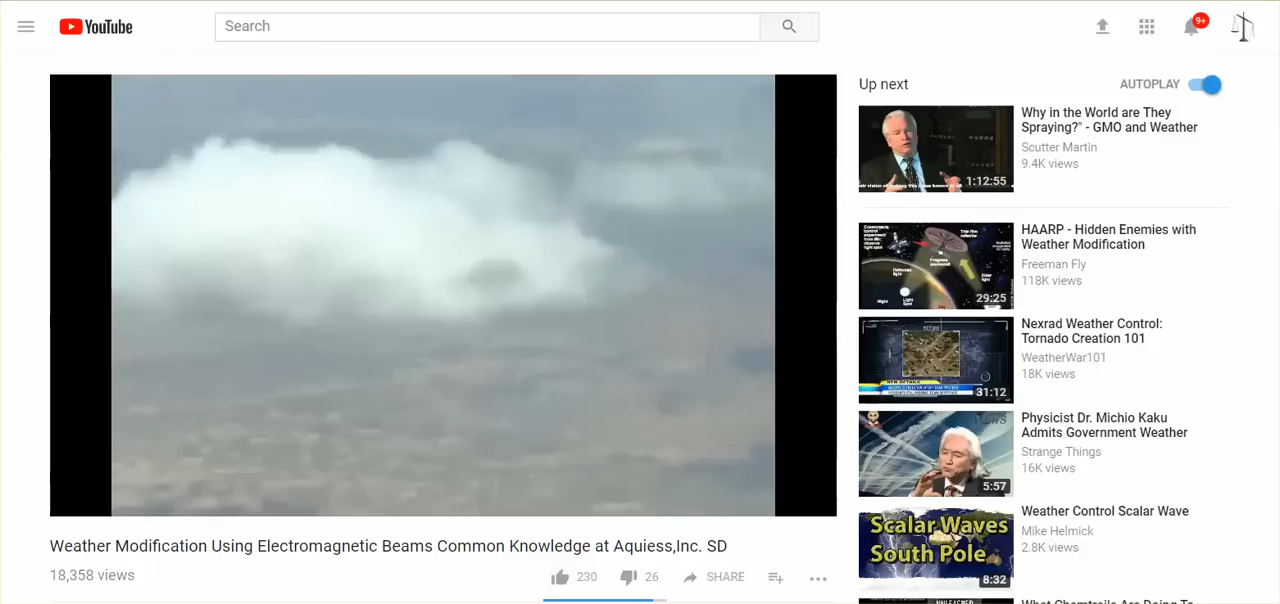 YouTube
Search
9+
Up next
AUTOPLAY
Why in the World are They
Spraying?" - GMO and Weather
Scutter Martin
9.4K views
1:12:55
HAARP - Hidden Enemies with
Weather Modification
Freeman Fly
118K views
29:25
Nexrad Weather Control:
Tornado Creation 101
WeatherWar101
18K views
31:12
Physicist Dr. Michio Kaku
Admits Government Weather
Strange Things
16K views
5:57
Weather Control Scalar Wave
Mike Helmick
2.8K views
Scalar Waves
South Pole
8:32
Weather Modification Using Electromagnetic Beams Common Knowledge at Aquiess,Inc. SD
18,358 views
230
26
SHARE